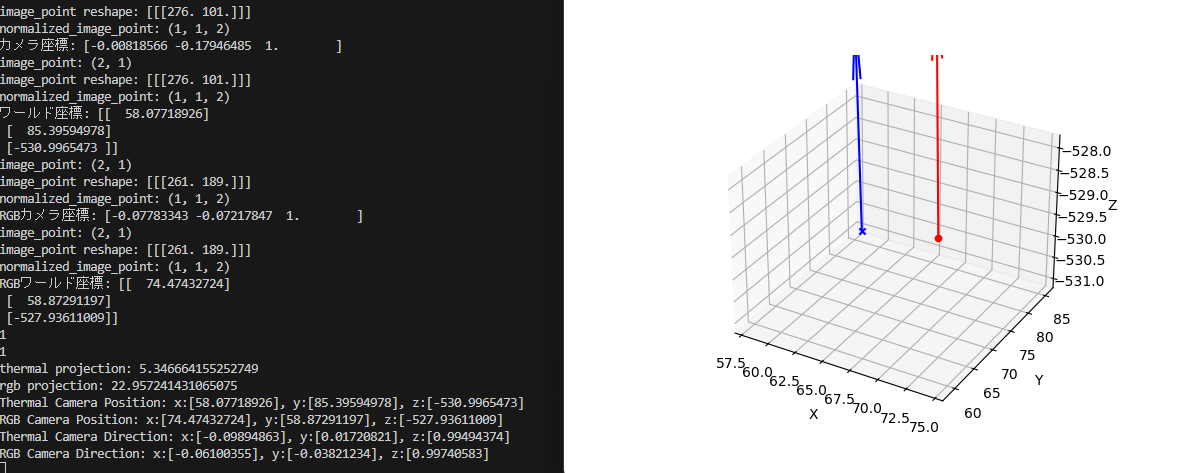 image_point reshape: [[[276. 101.]]]
normalized_image_point: (1, 1, 2)
カメラ座標: [-0.00818566 -0.17946485  1.        ]
image_point: (2, 1)
image_point reshape: [[[276. 101.]]]
normalized_image_point: (1, 1, 2)
ワールド座標: [[  58.07718926]
 [  85.39594978]
 [-530.9965473 ]]
image_point: (2, 1)
image_point reshape: [[[261. 189.]]]
normalized_image_point: (1, 1, 2)
RGBカメラ座標: [-0.07783343 -0.07217847  1.        ]
image_point: (2, 1)
image_point reshape: [[[261. 189.]]]
normalized_image_point: (1, 1, 2)
RGBワールド座標: [[  74.47432724]
 [  58.87291197]
 [-527.93611009]]
1
1
thermal projection: 5.346664155252749
rgb projection: 22.957241431065075
Thermal Camera Position: x:[58.07718926], y:[85.39594978], z:[-530.9965473]
RGB Camera Position: x:[74.47432724], y:[58.87291197], z:[-527.93611009]
Thermal Camera Direction: x:[-0.09894863], y:[0.01720821], z:[0.99494374]
RGB Camera Direction: x:[-0.06100355], y:[-0.03821234], z:[0.99740583]
−528.0
−528.5
−529.0
−529.5
−530.0
−530.5
−531.0
Z
85
80
75
70
65
60
Y
57.5
60.0
62.5
65.0
67.5
70.0
72.5
75.0
X